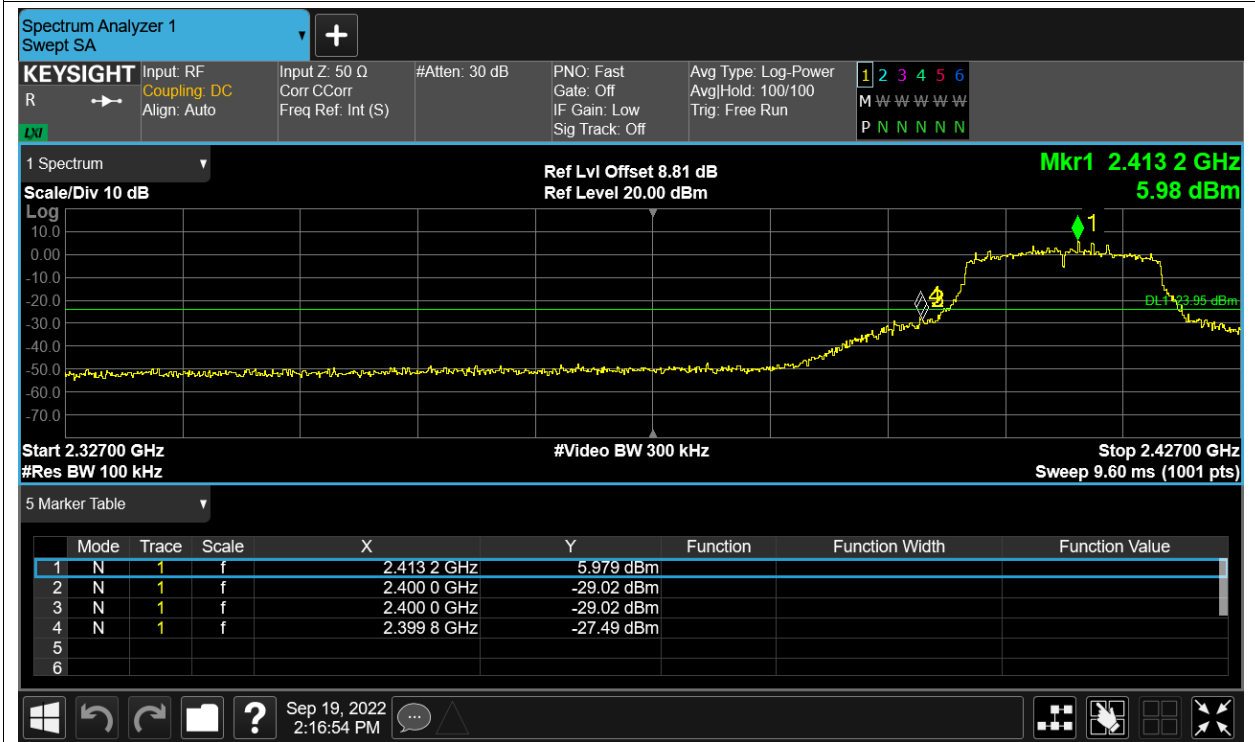 Spectrum Analyzer 1
Swept SA
KEYSIGHT
R
LXI
Input: RF
Coupling: DC
Align: Auto
Input Z: 50 Ω
Corr CCorr
Freq Ref: Int (S)
#Atten: 30 dB
PNO: Fast
Gate: Off
IF Gain: Low
Sig Track: Off
Avg Type: Log-Power
Avg|Hold: 100/100
Trig: Free Run
1 2 3 4 5 6
M W W W W W
P N N N N N
1 Spectrum
Scale/Div 10 dB
Ref Lvl Offset 8.81 dB
Ref Level 20.00 dBm
Mkr1 2.413 2 GHz
5.98 dBm
Log
10.0
0.00
-10.0
-20.0
-30.0
-40.0
-50.0
-60.0
-70.0
1
DL1 -23.95 dBm
Start 2.32700 GHz
#Video BW 300 kHz
Stop 2.42700 GHz
#Res BW 100 kHz
Sweep 9.60 ms (1001 pts)
5 Marker Table
Mode Trace Scale X Y Function Function Width Function Value
1 N 1 f 2.413 2 GHz 5.979 dBm
2 N 1 f 2.400 0 GHz -29.02 dBm
3 N 1 f 2.400 0 GHz -29.02 dBm
4 N 1 f 2.399 8 GHz -27.49 dBm
5
6
?
Sep 19, 2022
2:16:54 PM